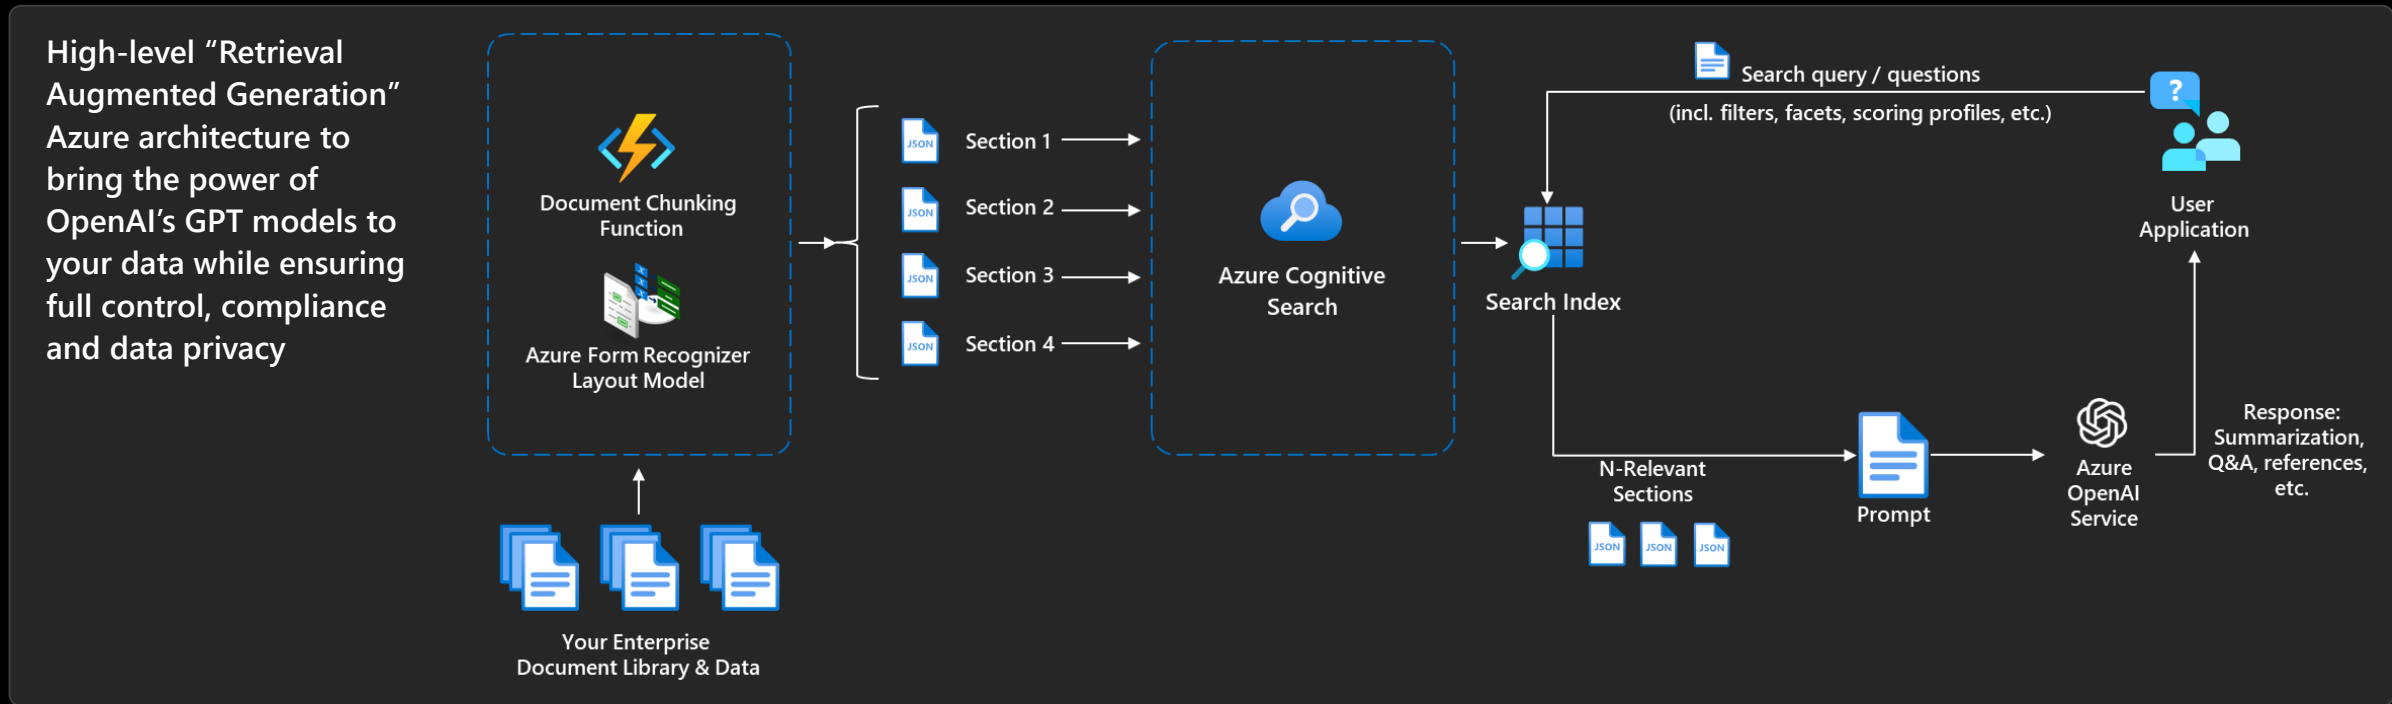 High-level “Retrieval
Augmented Generation”
Azure architecture to
bring the power of
OpenAI’s GPT models to
your data while ensuring
full control, compliance
and data privacy
Document Chunking
Function
Azure Form Recognizer
Layout Model
Your Enterprise
Document Library & Data
JSON
Section 1
JSON
Section 2
JSON
Section 3
JSON
Section 4
Azure Cognitive
Search
Search query / questions
(incl. filters, facets, scoring profiles, etc.)
?
User
Application
Search Index
N-Relevant
Sections
JSON
JSON
JSON
Prompt
Azure
OpenAI
Service
Response:
Summarization,
Q&A, references,
etc.